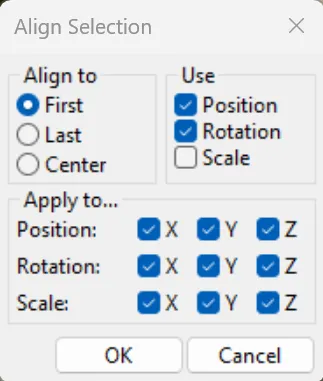 Align Selection
Align to
First
Last
Center
Use
Position
Rotation
Scale
Apply to...
Position: X Y Z
Rotation: X Y Z
Scale: X Y Z
OK Cancel